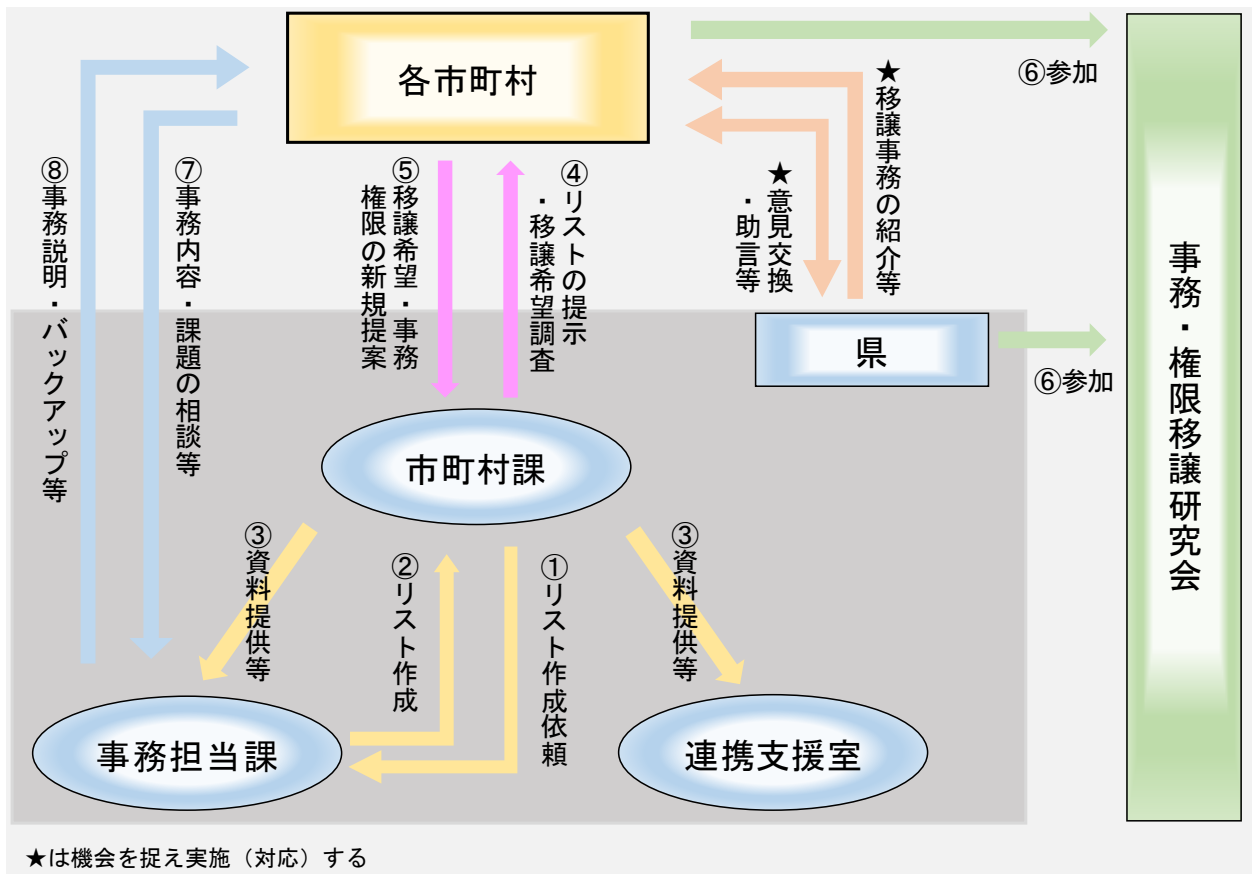 各市町村
⑥参加
★移譲事務の紹介等
★意見交換
・助言等
④リストの提示
・移譲希望調査
⑤移譲希望・事務
権限の新規提案
⑦事務内容・課題の相談等
⑧事務説明・バックアップ等
県
⑥参加
事務・権限移譲研究会
市町村課
③資料提供等
②リスト作成
①リスト作成依頼
③資料提供等
事務担当課
連携支援室
★は機会を捉え実施（対応）する